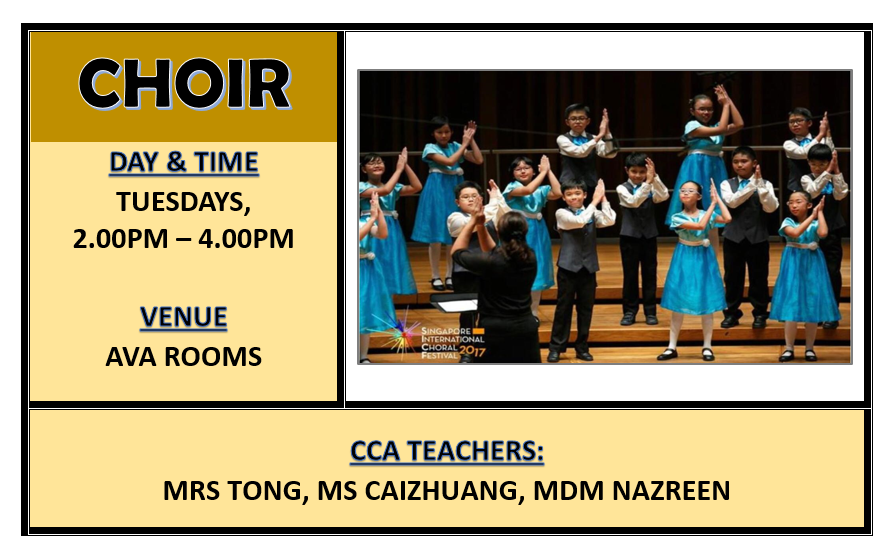 CHOIR
DAY & TIME
TUESDAYS,
2.00PM – 4.00PM
VENUE
AVA ROOMS
SINGAPORE
INTERNATIONAL
CHORAL
FESTIVAL 2017
CCA TEACHERS:
MRS TONG, MS CAIZHUANG, MDM NAZREEN